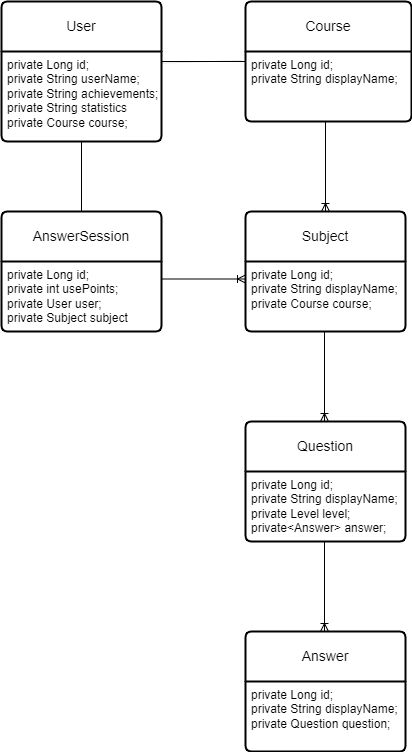 User
private Long id;
private String userName;
private String achievements;
private String statistics
private Course course;
Course
private Long id;
private String displayName;
AnswerSession
private Long id;
private int usePoints;
private User user;
private Subject subject
Subject
private Long id;
private String displayName;
private Course course;
Question
private Long id;
private String displayName;
private Level level;
private<Answer> answer;
Answer
private Long id;
private String displayName;
private Question question;